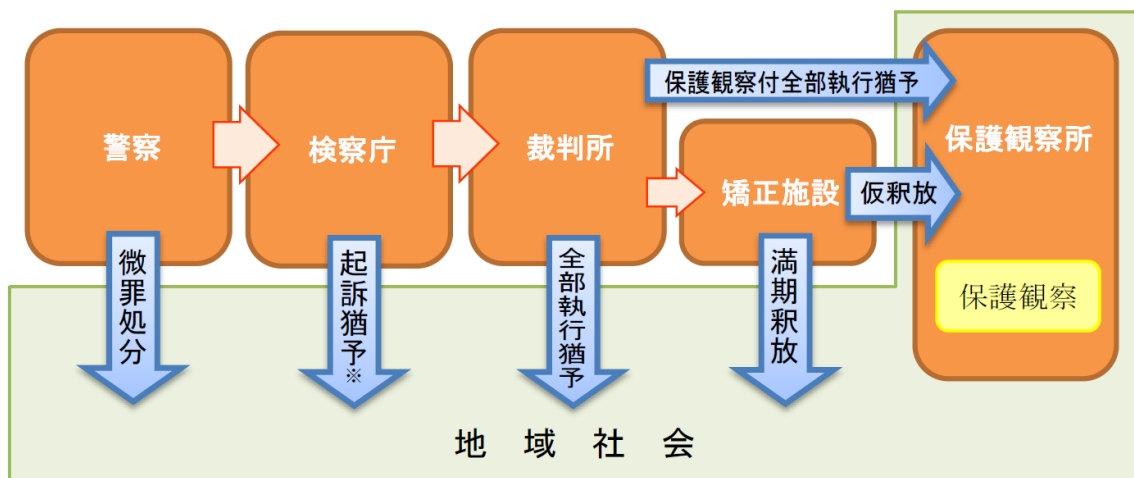 警察
検察庁
裁判所
保護観察付全部執行猶予
矯正施設
仮釈放
保護観察所
保護観察
微罪処分
起訴猶予※
全部執行猶予
満期釈放
地域社会